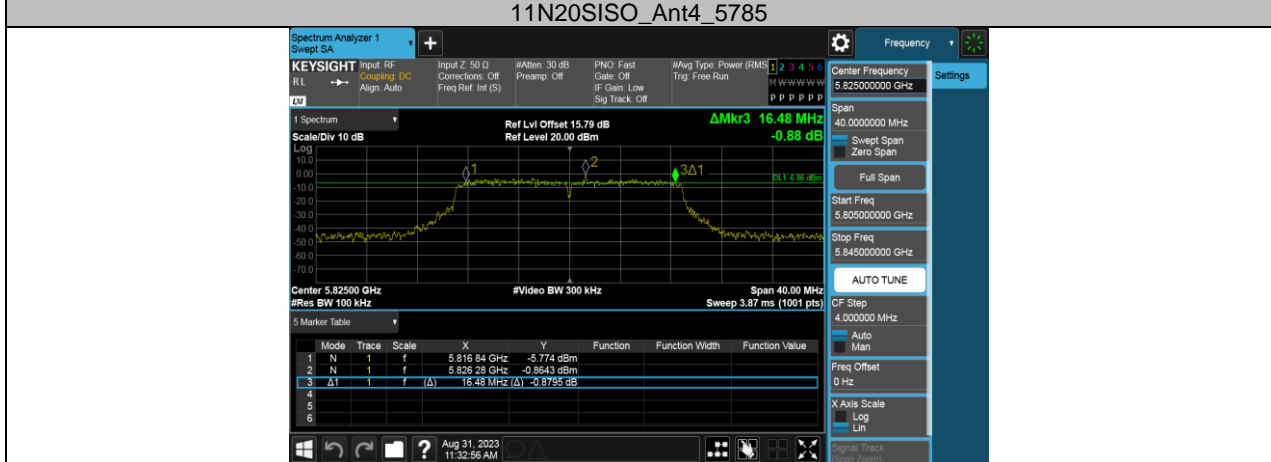 11N20SISO_Ant4_5785
Spectrum Analyzer 1
Swept SA
+
Frequency
KEYSIGHT
RL
LXI
Input: RF
Coupling: DC
Align: Auto
Input Z: 50 Ω
Corrections: Off
Freq Ref: Int (S)
#Atten: 30 dB
Preamp: Off
PNO: Fast
Gate: Off
IF Gain: Low
Sig Track: Off
#Avg Type: Power (RMS
Trig: Free Run
1 2 3 4 5 6
M W W W W W
P P P P P P
Center Frequency
5.825000000 GHz
Settings
Span
40.0000000 MHz
Swept Span
Zero Span
Full Span
Start Freq
5.805000000 GHz
Stop Freq
5.845000000 GHz
AUTO TUNE
CF Step
4.000000 MHz
Auto
Man
Freq Offset
0 Hz
X Axis Scale
Log
Lin
Signal Track
(Span Zoom)
1 Spectrum
Scale/Div 10 dB
Ref Lvl Offset 15.79 dB
Ref Level 20.00 dBm
ΔMkr3 16.48 MHz
-0.88 dB
Log
10.0
0.00
-10.0
-20.0
-30.0
-40.0
-50.0
-60.0
-70.0
1
2
3Δ1
DL1 -6.86 dBm
Center 5.82500 GHz
#Video BW 300 kHz
Span 40.00 MHz
#Res BW 100 kHz
Sweep 3.87 ms (1001 pts)
5 Marker Table
Mode Trace Scale X Y Function Function Width Function Value
1 N 1 f 5.816 84 GHz -5.774 dBm
2 N 1 f 5.826 28 GHz -0.8643 dBm
3 Δ1 1 f (Δ) 16.48 MHz (Δ) -0.8795 dB
4
5
6
?
Aug 31, 2023
11:32:56 AM